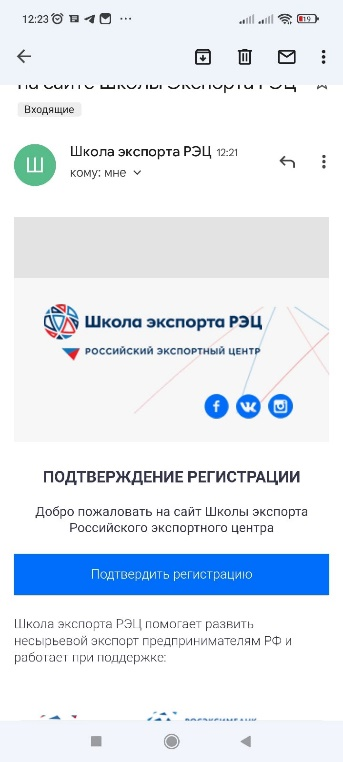 12:23
19
на сайте Школы Экспорта РЭЦ
Входящие
Ш
Школа экспорта РЭЦ 12:21
кому: мне
Школа экспорта РЭЦ
РОССИЙСКИЙ ЭКСПОРТНЫЙ ЦЕНТР
ПОДТВЕРЖДЕНИЕ РЕГИСТРАЦИИ
Добро пожаловать на сайт Школы экспорта
Российского экспортного центра
Подтвердить регистрацию
Школа экспорта РЭЦ помогает развить
несырьевой экспорт предпринимателям РФ и
работает при поддержке: